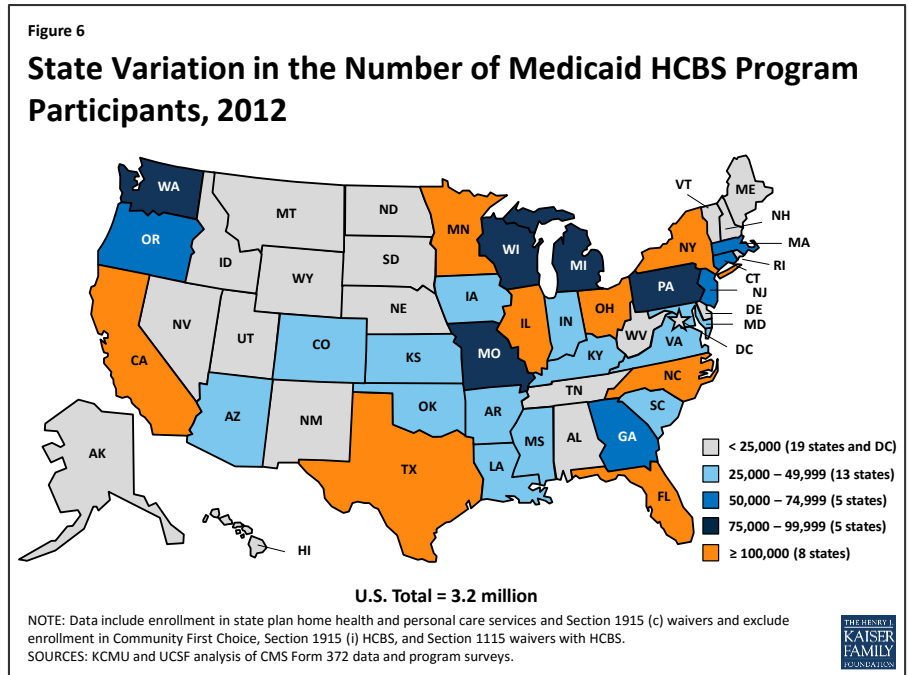 Figure 6
State Variation in the Number of Medicaid HCBS Program
Participants, 2012
WA
OR
CA
NV
ID
MT
WY
UT
AZ
CO
NM
ND
SD
NE
KS
OK
TX
MN
IA
MO
AR
LA
WI
IL
MI
IN
OH
KY
TN
MS
AL
GA
FL
SC
NC
VA
WV
PA
NY
VT
ME
NH
MA
RI
CT
NJ
DE
MD
DC
AK
HI
< 25,000 (19 states and DC)
25,000 – 49,999 (13 states)
50,000 – 74,999 (5 states)
75,000 – 99,999 (5 states)
≥ 100,000 (8 states)
U.S. Total = 3.2 million
NOTE: Data include enrollment in state plan home health and personal care services and Section 1915 (c) waivers and exclude
enrollment in Community First Choice, Section 1915 (i) HCBS, and Section 1115 waivers with HCBS.
SOURCES: KCMU and UCSF analysis of CMS Form 372 data and program surveys.
THE HENRY J.
KAISER
FAMILY
FOUNDATION